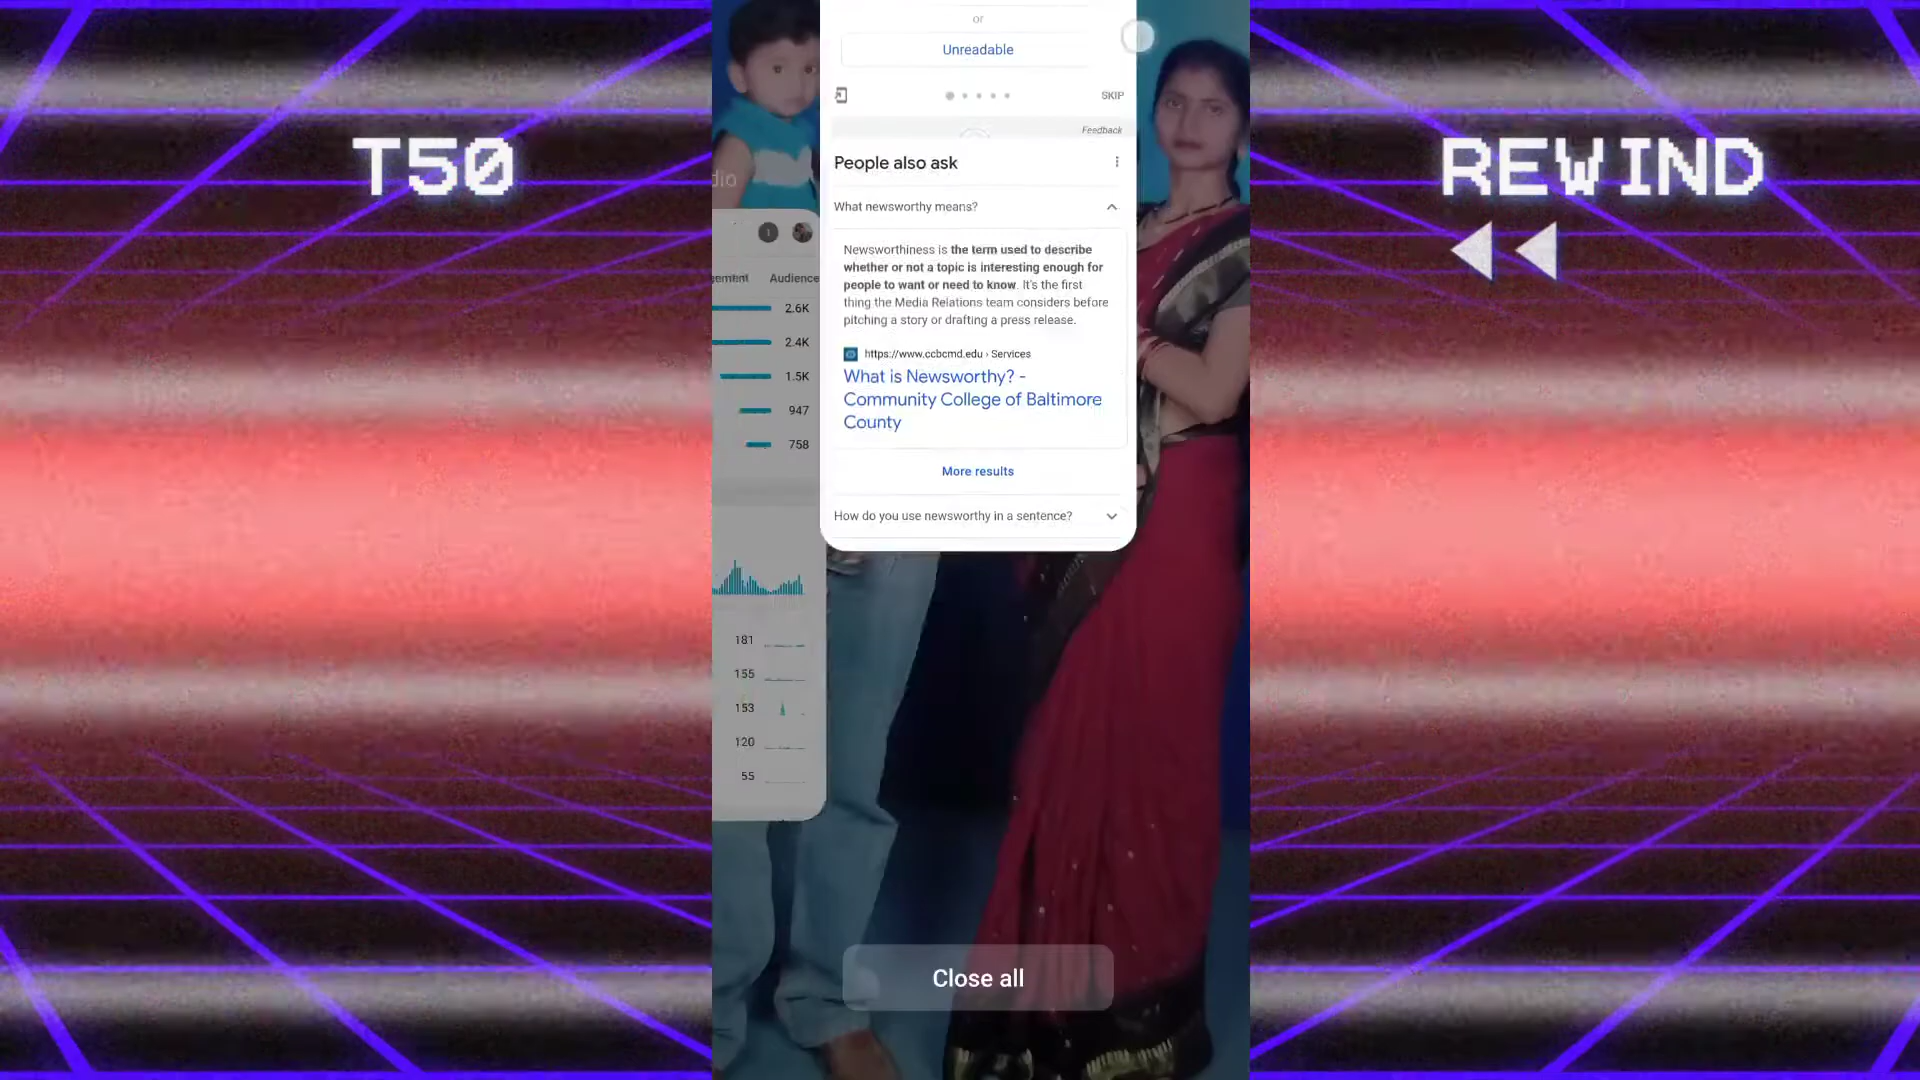 T50
REWIND
or
Unreadable
SKIP
Feedback
People also ask
What newsworthy means?
Newsworthiness is the term used to describe
whether or not a topic is interesting enough for
people to want or need to know. It's the first
thing the Media Relations team considers before
pitching a story or drafting a press release.
https://www.ccbcmd.edu › Services
What is Newsworthy? -
Community College of Baltimore
County
More results
How do you use newsworthy in a sentence?
dio
1
ement Audience
2.6K
2.4K
1.5K
947
758
181
155
153
120
55
Close all